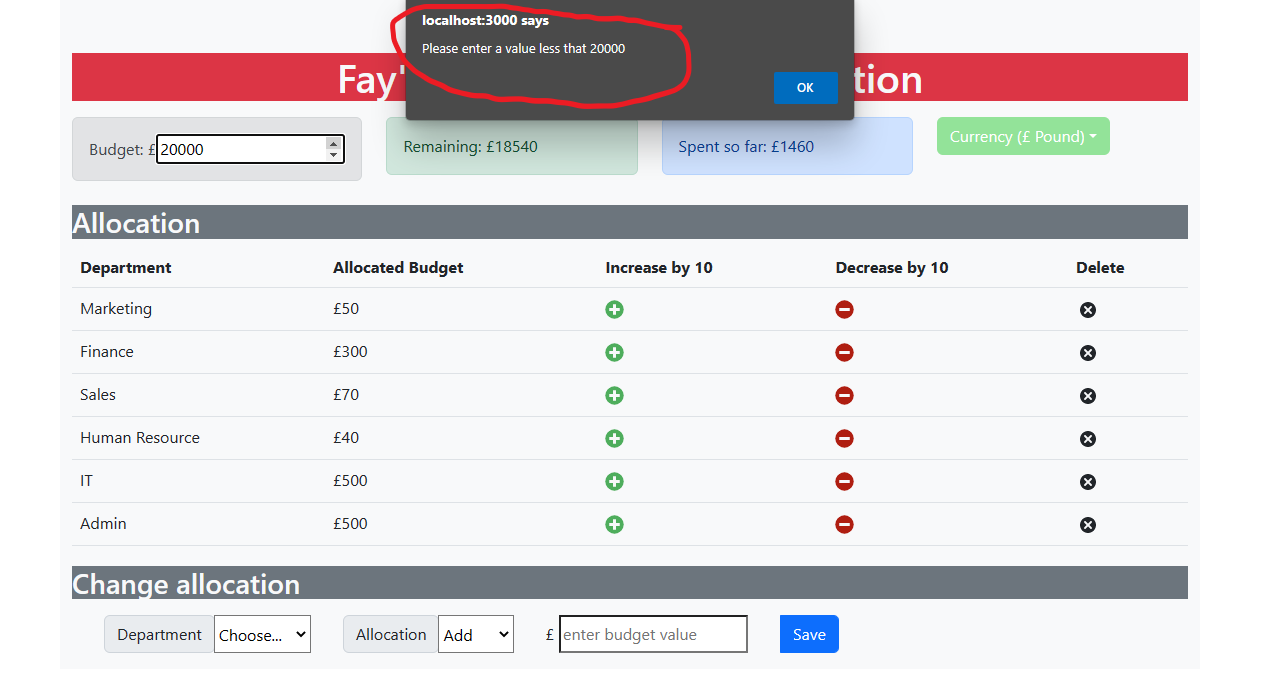 localhost:3000 says
Please enter a value less that 20000
OK
Fay' tion
Budget: £ 20000
Remaining: £18540
Spent so far: £1460
Currency (£ Pound)
Allocation
Department Allocated Budget Increase by 10 Decrease by 10 Delete
Marketing £50
Finance £300
Sales £70
Human Resource £40
IT £500
Admin £500
Change allocation
Department Choose... Allocation Add £ enter budget value Save